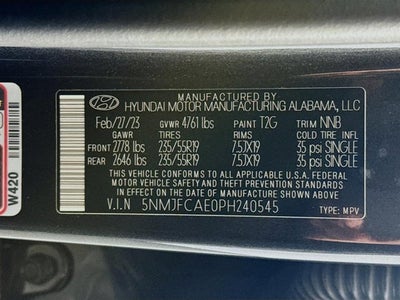 MANUFACTURED BY
HYUNDAI MOTOR MANUFACTURING ALABAMA, LLC
Feb/27/23 GVWR 4761 lbs PAINT T2G TRIM NNB
GAWR TIRES RIMS COLD TIRE INFL
FRONT 2778 lbs 235/55R19 7.5JX19 35 psi SINGLE
REAR 2646 lbs 235/55R19 7.5JX19 35 psi SINGLE
THIS VEHICLE CONFORMS TO ALL APPLICABLE U.S.A. FEDERAL
MOTOR VEHICLE SAFETY, BUMPER, AND THEFT PREVENTION
STANDARDS IN EFFECT ON THE DATE OF MANUFACTURE SHOWN ABOVE.
V.I.N 5NMJFCAE0PH240545 TYPE: MPV
W420